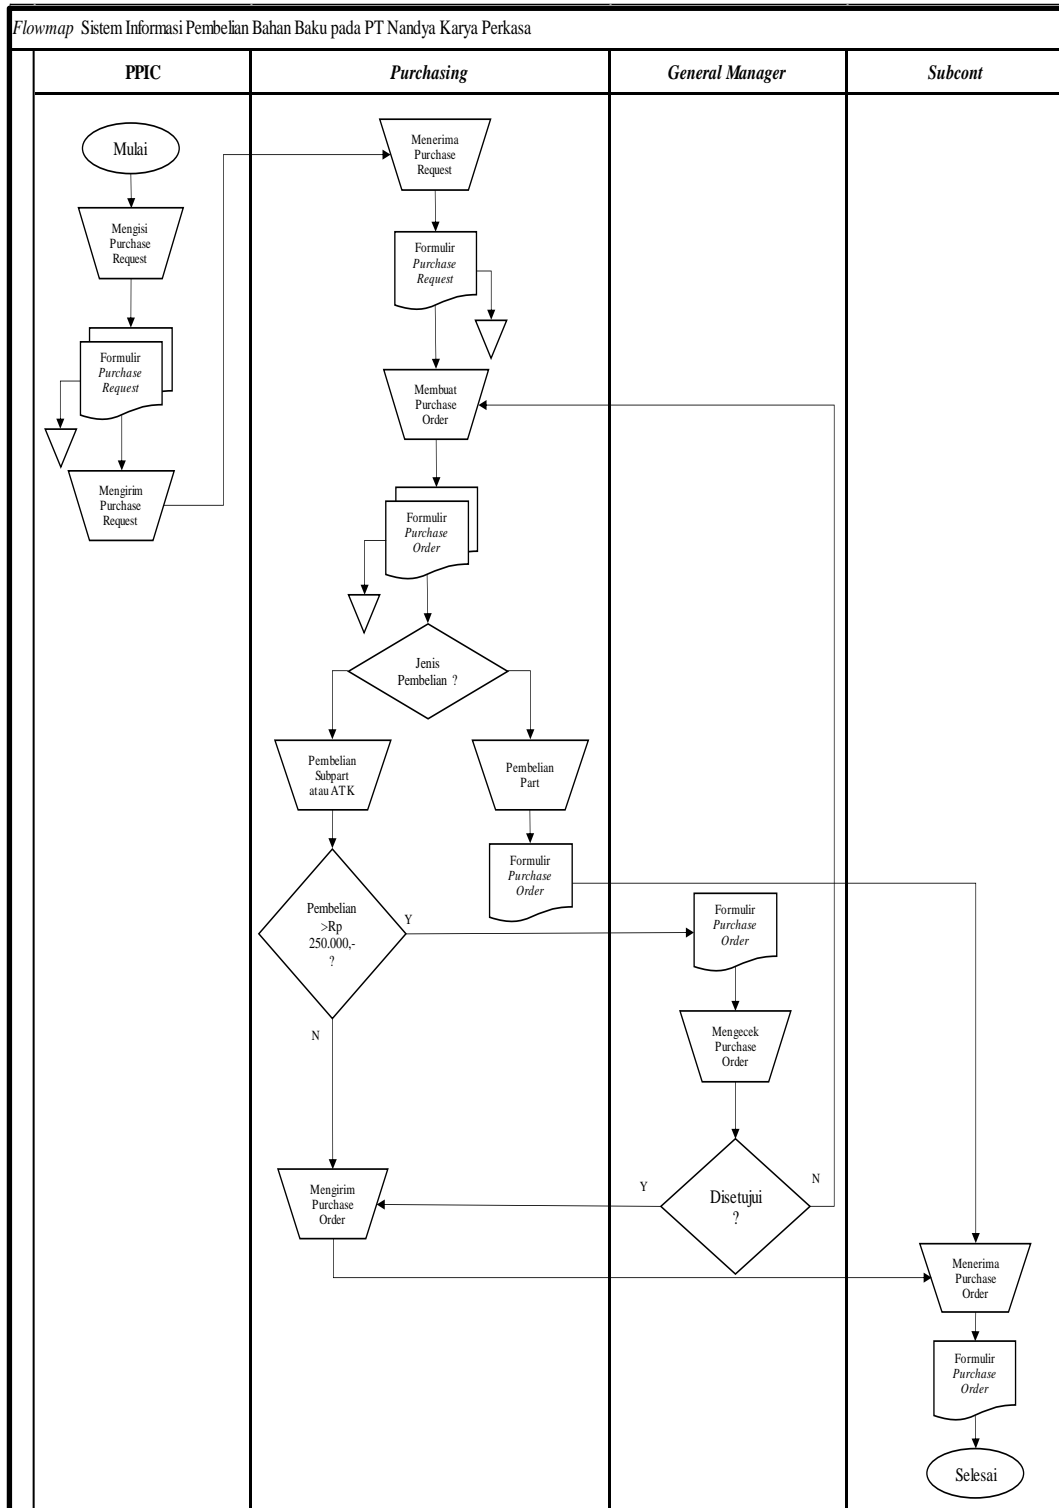 Flowmap Sistem Informasi Pembelian Bahan Baku pada PT Nandya Karya Perkasa
PPIC
Purchasing
General Manager
Subcont
Mulai
Mengisi
Purchase
Request
Formulir
Purchase
Request
Mengirim
Purchase
Request
Menerima
Purchase
Request
Formulir
Purchase
Request
Membuat
Purchase
Order
Formulir
Purchase
Order
Jenis
Pembelian ?
Pembelian
Subpart
atau ATK
Pembelian
Part
Formulir
Purchase
Order
Pembelian
>Rp
250.000,-
?
Y
N
Mengirim
Purchase
Order
Formulir
Purchase
Order
Mengecek
Purchase
Order
Disetujui
?
Y
N
Menerima
Purchase
Order
Formulir
Purchase
Order
Selesai